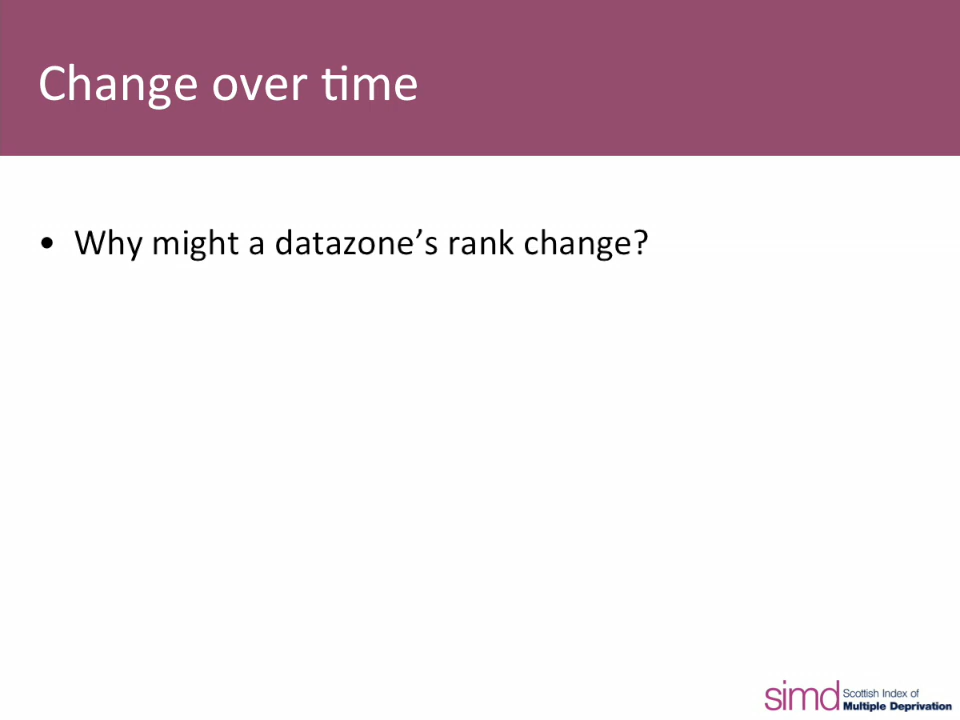 Change over time
• Why might a datazone’s rank change?
simd Scottish Index of
Multiple Deprivation